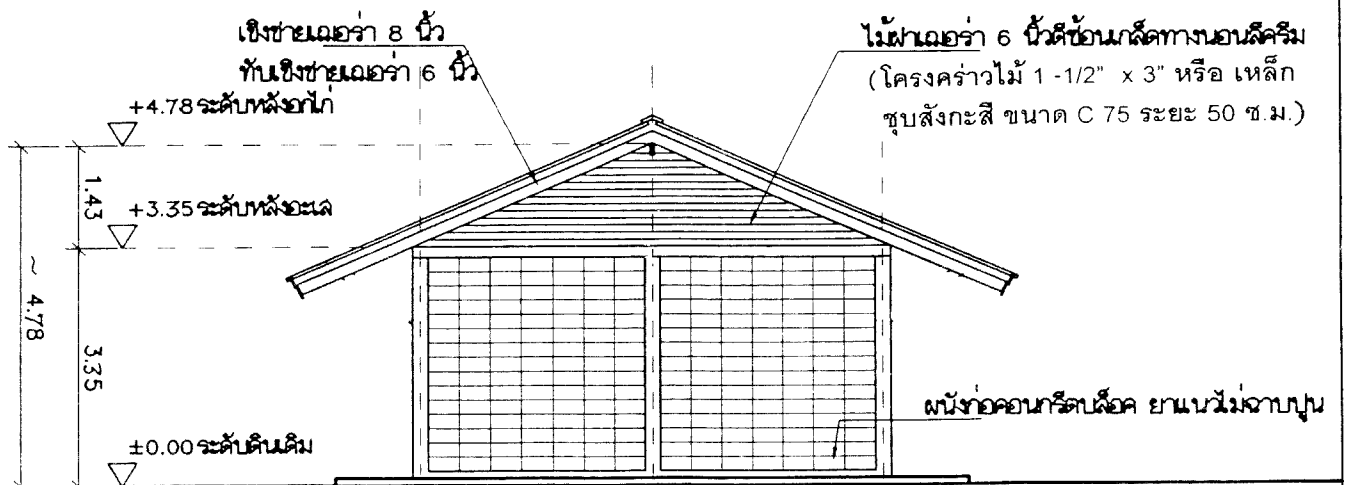 เชิงชายเฌอร่า 8 นิ้ว
ทับเชิงชายเฌอร่า 6 นิ้ว
ไม้ฝาเฌอร่า 6 นิ้วตีซ้อนเกล็ดทางนอนสีครีม
(โครงคร่าวไม้ 1 -1/2" x 3" หรือ เหล็ก
ชุบสังกะสี ขนาด C 75 ระยะ 50 ซ.ม.)
+4.78 ระดับหลังอกไก่
1.43
+3.35 ระดับหลังอะเส
~ 4.78
3.35
ผนังก่อคอนกรีตบล็อค ยาแนวไม่ฉาบปูน
±0.00 ระดับดินเดิม